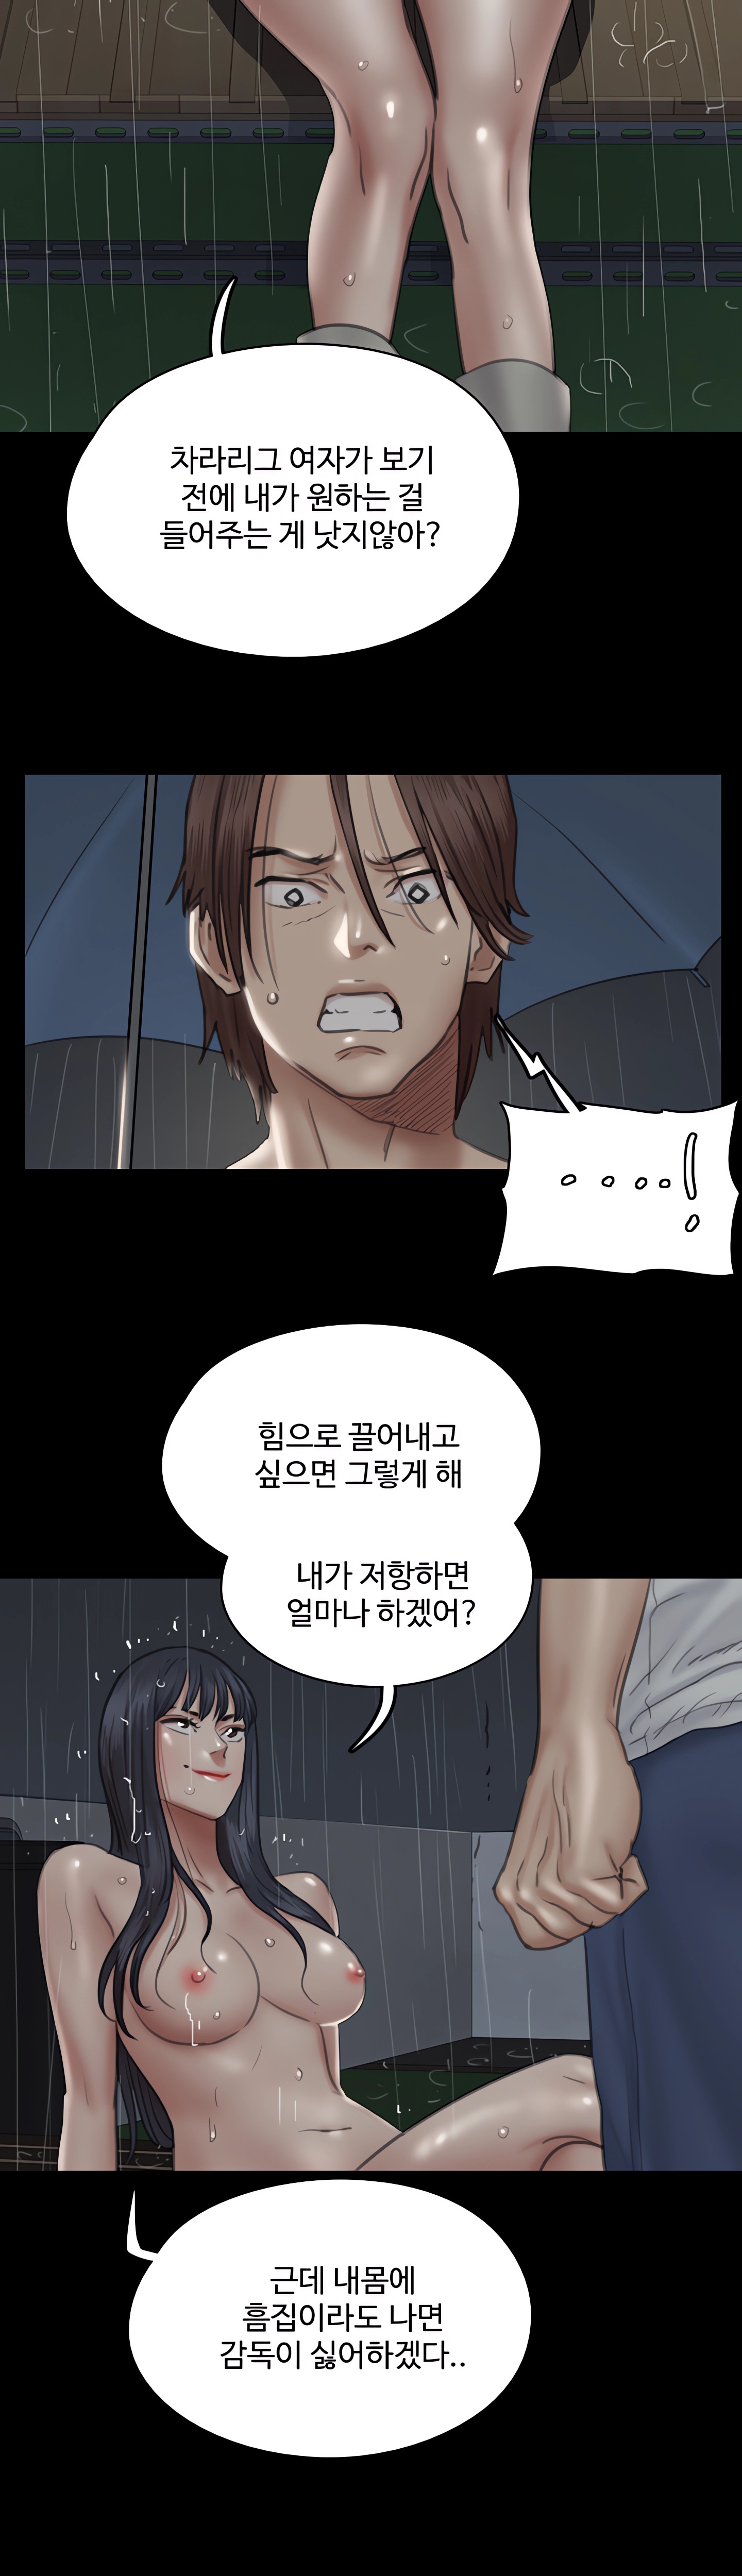 차라리그 여자가 보기
전에 내가 원하는 걸
들어주는 게 낫지않아?
....!
힘으로 끌어내고
싶으면 그렇게 해
내가 저항하면
얼마나 하겠어?
근데 내몸에
흠집이라도 나면
감독이 싫어하겠다..